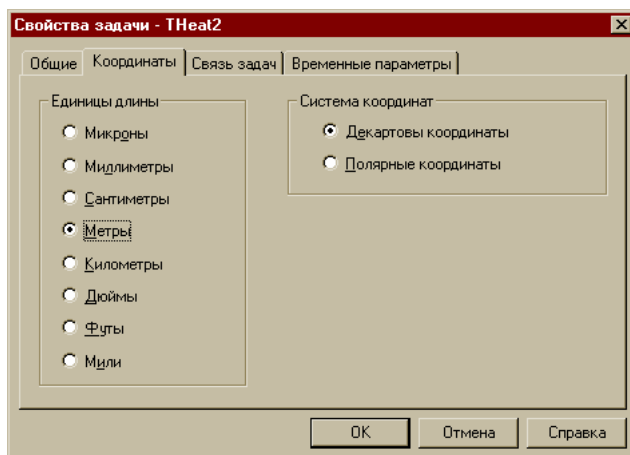 Свойства задачи - THeat2
Общие Координаты Связь задач Временные параметры
Единицы длины
Микроны
Миллиметры
Сантиметры
Метры
Километры
Дюймы
Футы
Мили
Система координат
Декартовы координаты
Полярные координаты
OK Отмена Справка